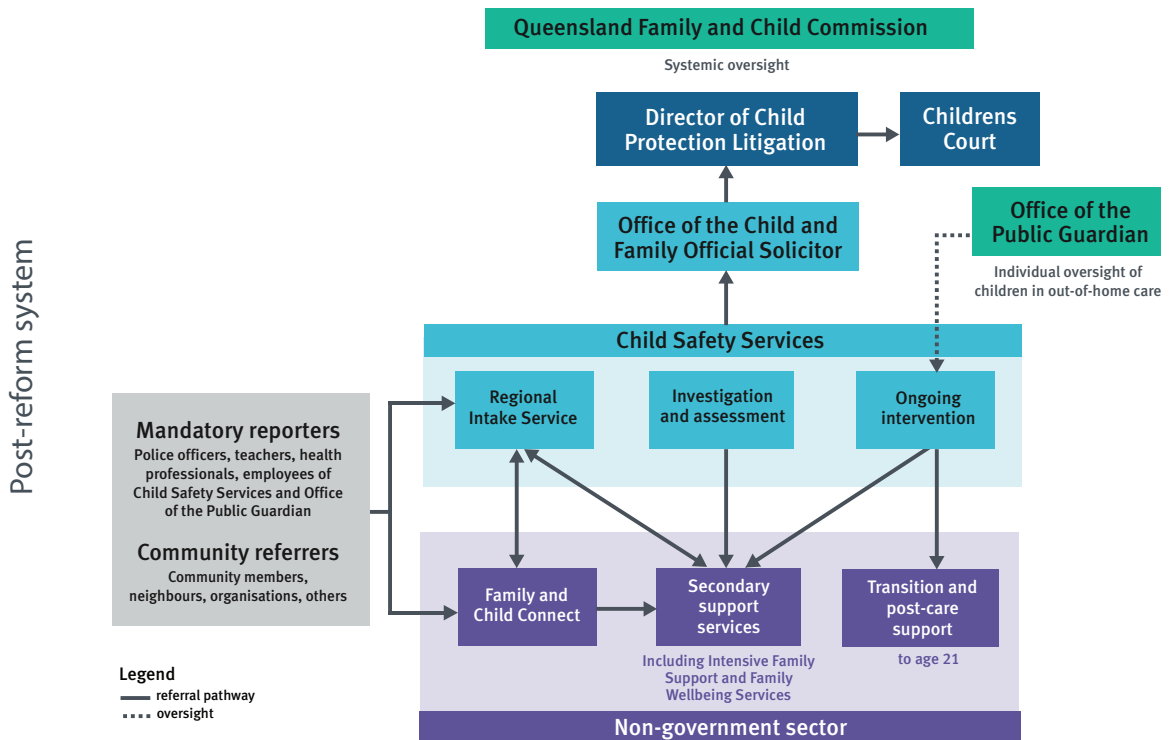 Post-reform system
Queensland Family and Child Commission
Systemic oversight
Director of Child
Protection Litigation
Childrens
Court
Office of the Child and
Family Official Solicitor
Office of the
Public Guardian
Individual oversight of
children in out-of-home care
Child Safety Services
Regional
Intake Service
Investigation
and assessment
Ongoing
intervention
Mandatory reporters
Police officers, teachers, health
professionals, employees of
Child Safety Services and Office
of the Public Guardian
Community referrers
Community members,
neighbours, organisations, others
Family and
Child Connect
Secondary
support
services
Transition and
post-care
support
Including Intensive Family
Support and Family
Wellbeing Services
to age 21
Legend
referral pathway
oversight
Non-government sector